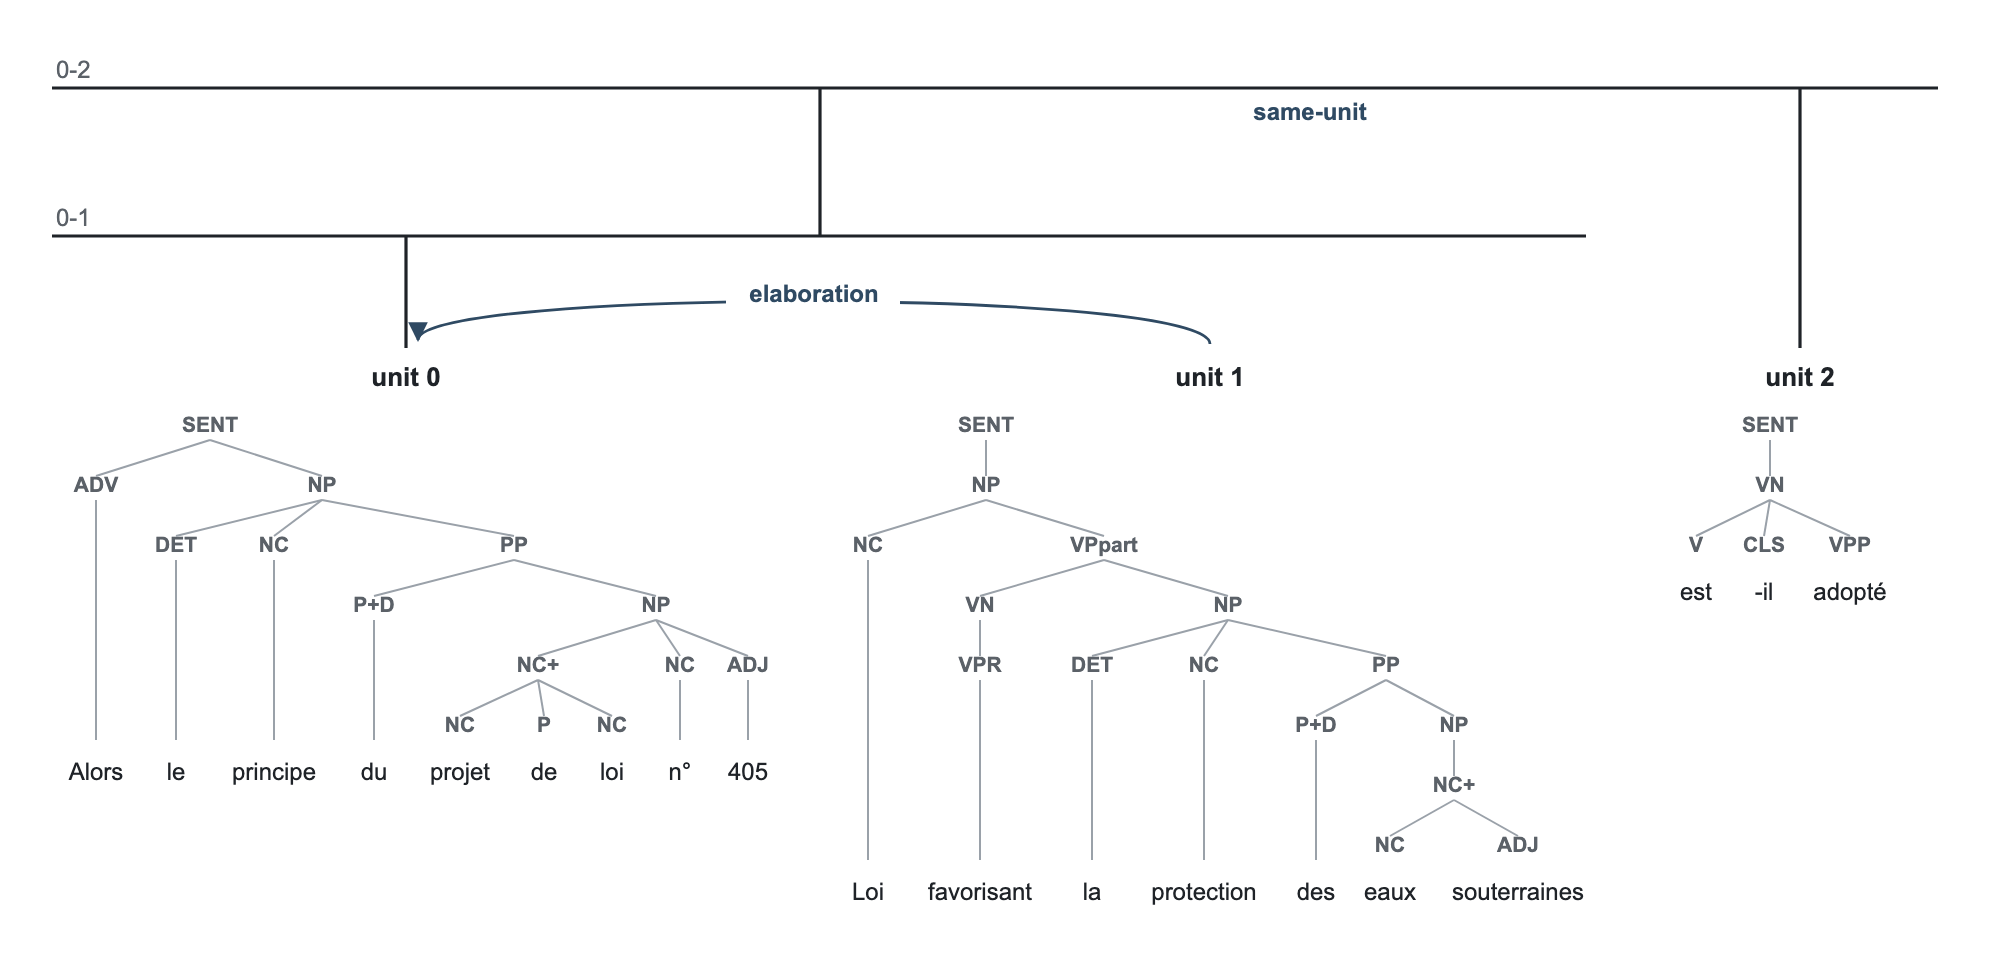 0-2
same-unit
0-1
elaboration
unit 0 unit 1 unit 2
SENT SENT SENT
ADV NP NP VN
DET NC PP NC VPpart V CLS VPP
est -il adopté
P+D NP VN NP
NC+ NC ADJ VPR DET NC PP
NC P NC P+D NP
Alors le principe du projet de loi n° 405
NC+
NC ADJ
Loi favorisant la protection des eaux souterraines